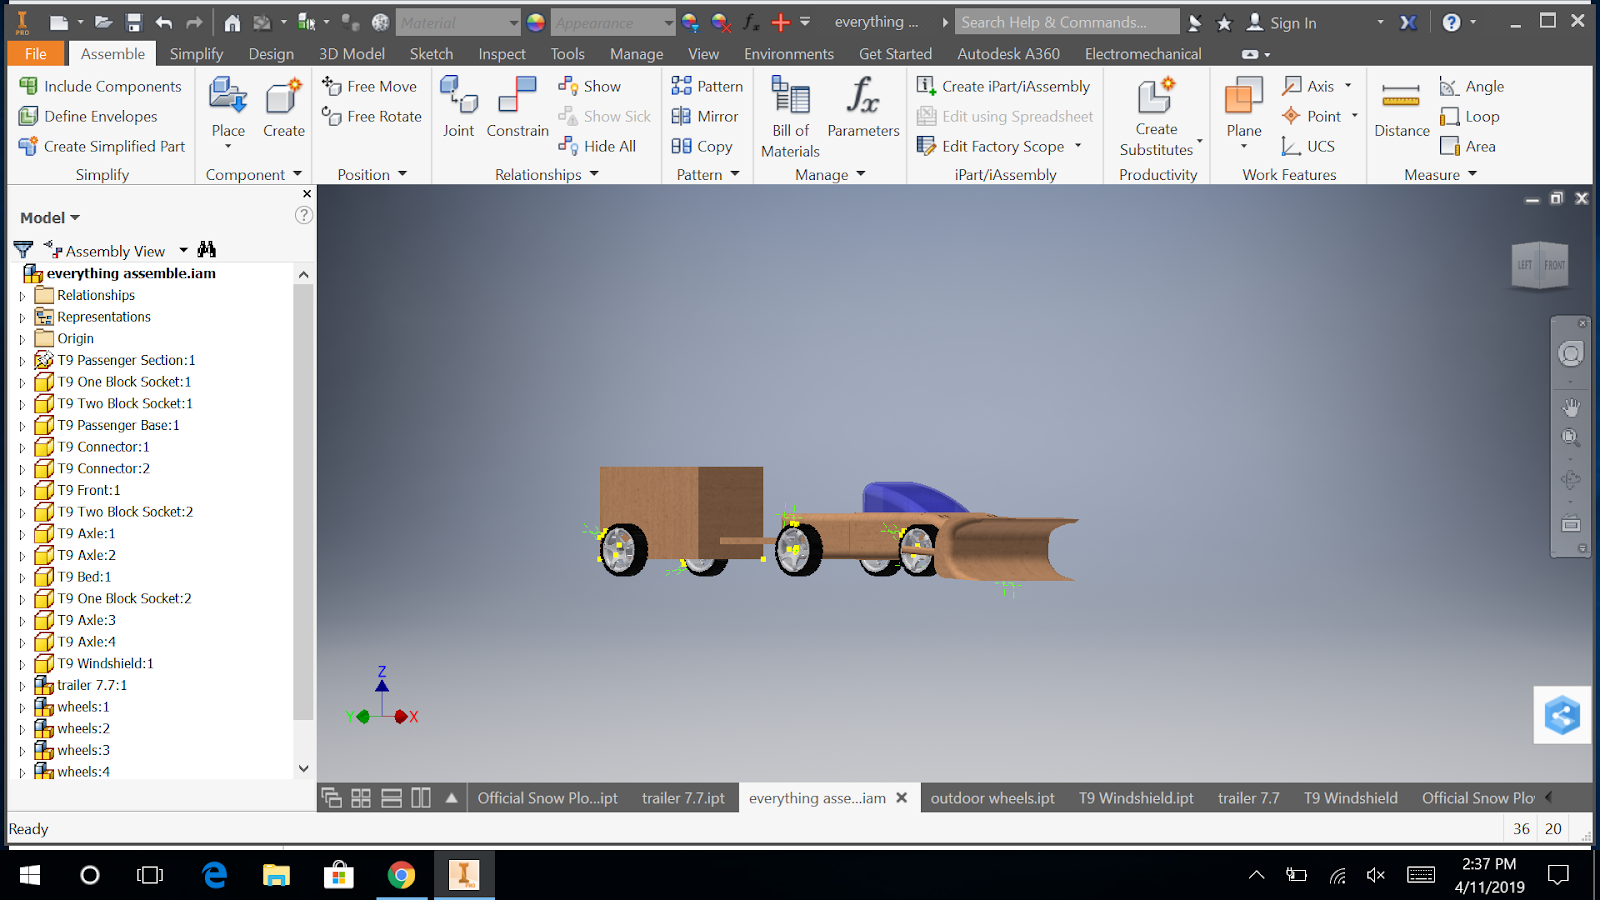 PRO
Material
Appearance
fx
everything ...
Search Help & Commands...
Sign In
File
Assemble
Simplify
Design
3D Model
Sketch
Inspect
Tools
Manage
View
Environments
Get Started
Autodesk A360
Electromechanical
Include Components
Define Envelopes
Create Simplified Part
Simplify
Place
Create
Component
Free Move
Free Rotate
Position
Joint
Constrain
Show
Show Sick
Hide All
Relationships
Pattern
Mirror
Copy
Pattern
Bill of
Materials
fx
Parameters
Manage
Create iPart/iAssembly
Edit using Spreadsheet
Edit Factory Scope
iPart/iAssembly
Create
Substitutes
Productivity
Plane
Axis
Point
UCS
Work Features
Distance
Angle
Loop
Area
Measure
Model
Assembly View
everything assemble.iam
Relationships
Representations
Origin
T9 Passenger Section:1
T9 One Block Socket:1
T9 Two Block Socket:1
T9 Passenger Base:1
T9 Connector:1
T9 Connector:2
T9 Front:1
T9 Two Block Socket:2
T9 Axle:1
T9 Axle:2
T9 Bed:1
T9 One Block Socket:2
T9 Axle:3
T9 Axle:4
T9 Windshield:1
trailer 7.7:1
wheels:1
wheels:2
wheels:3
wheels:4
LEFT
FRONT
Z
Y
X
Official Snow Plo...ipt
trailer 7.7.ipt
everything asse...iam
outdoor wheels.ipt
T9 Windshield.ipt
trailer 7.7
T9 Windshield
Official Snow Plo
Ready
36
20
PRO
2:37 PM
4/11/2019